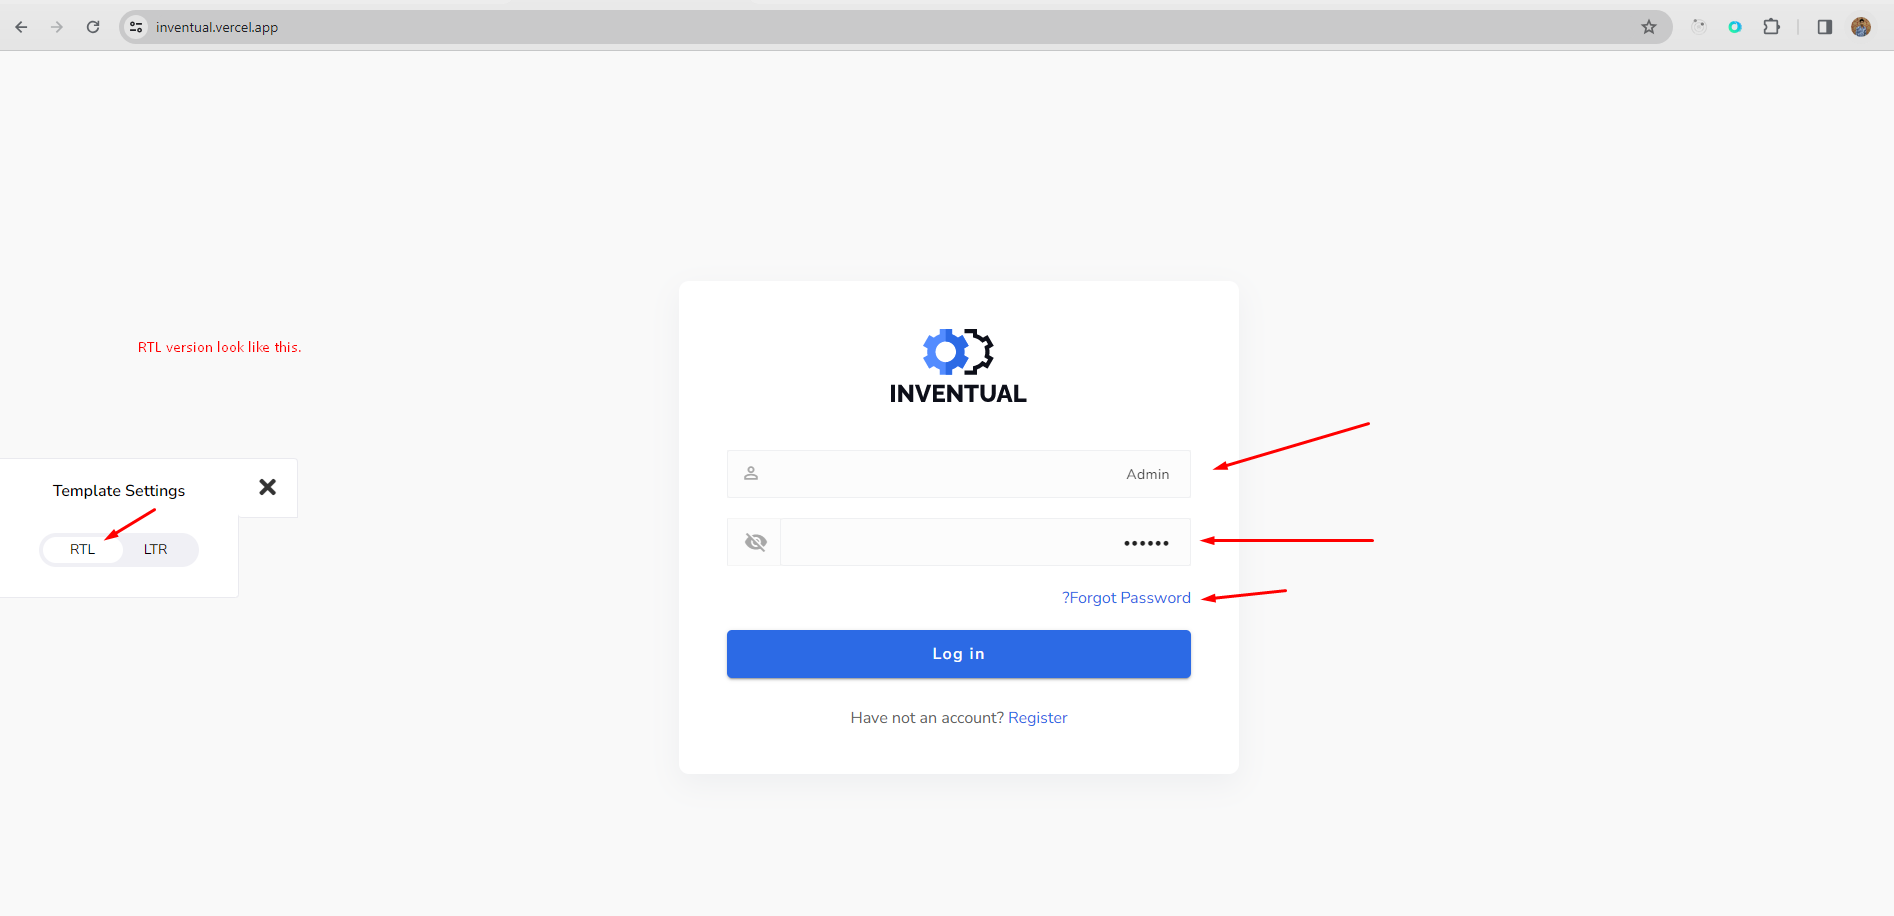 inventual.vercel.app
RTL version look like this.
INVENTUAL
Admin
Template Settings
RTL LTR
••••••
?Forgot Password
Log in
Have not an account? Register